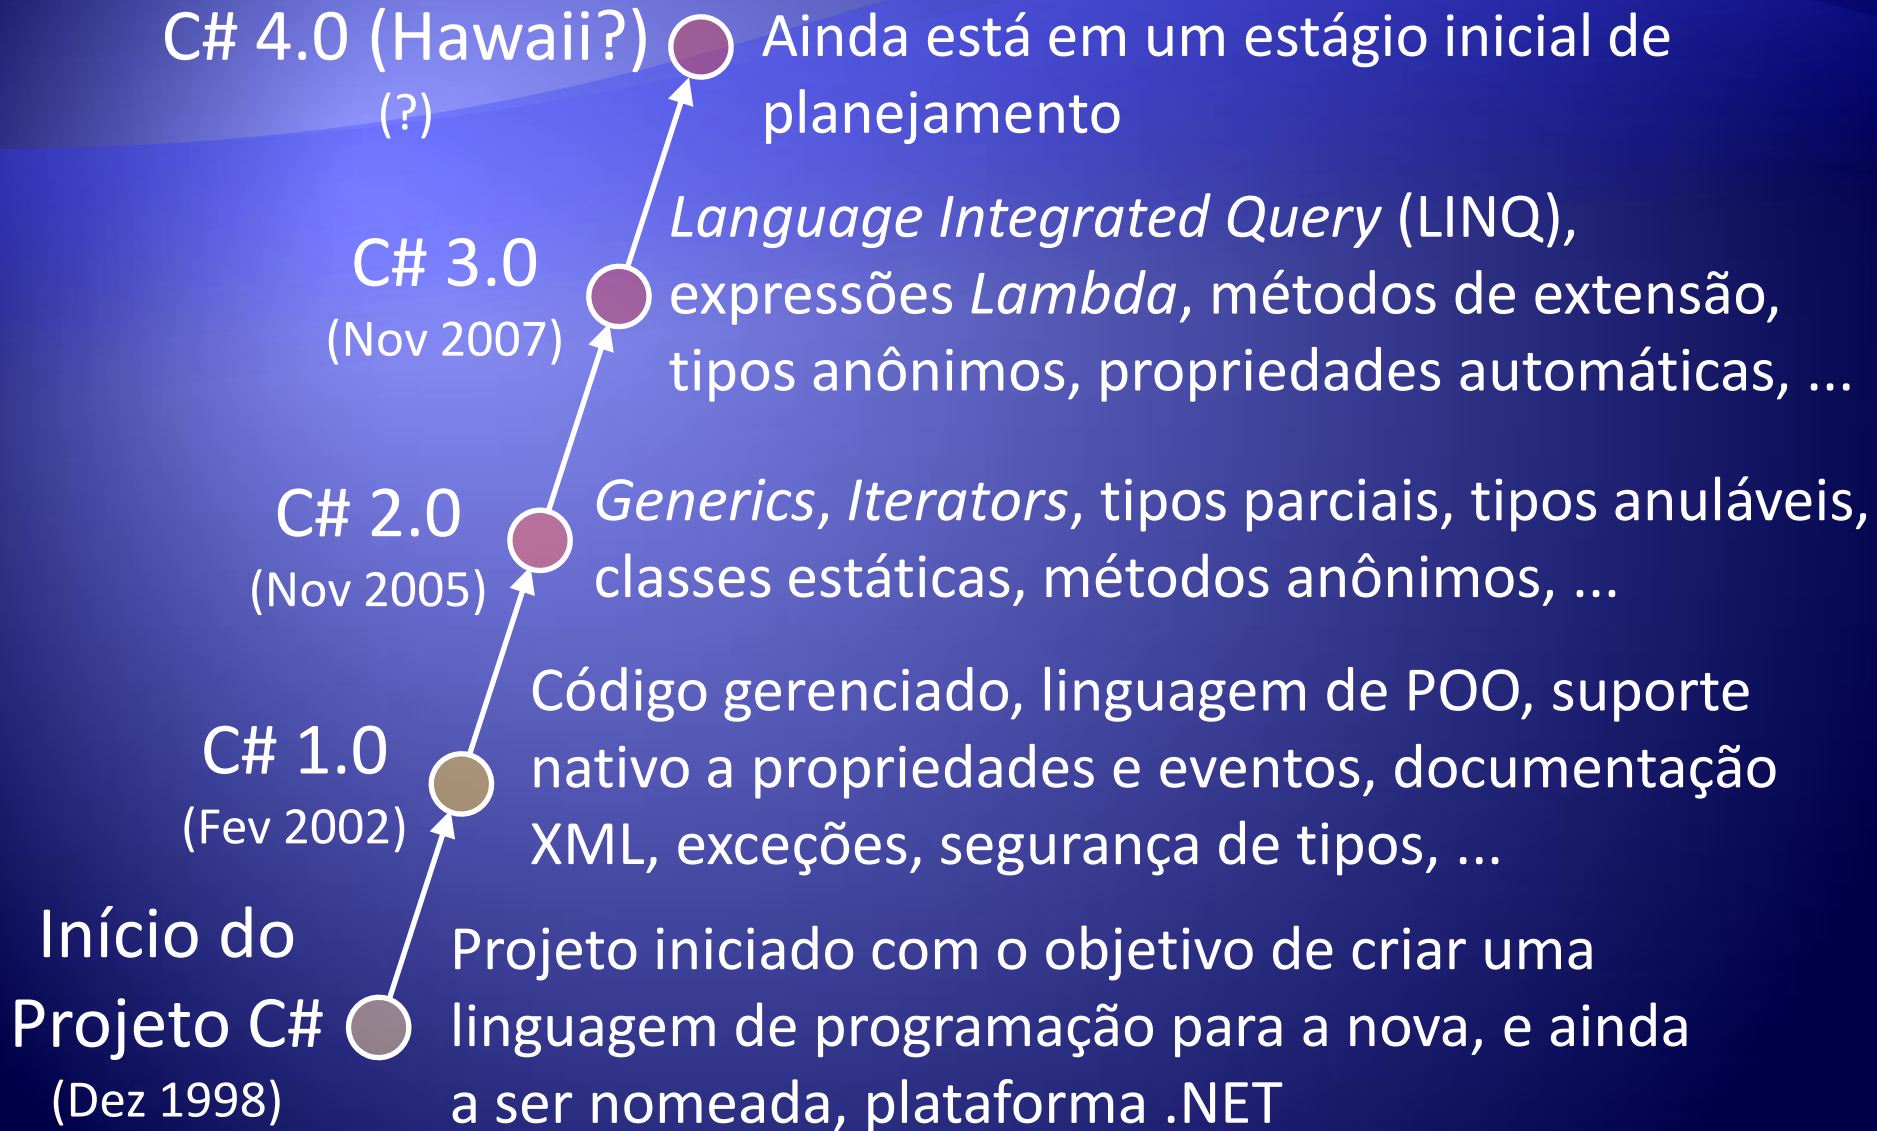 C# 4.0 (Hawaii?)
(?)
Ainda está em um estágio inicial de
planejamento
C# 3.0
(Nov 2007)
Language Integrated Query (LINQ),
expressões Lambda, métodos de extensão,
tipos anônimos, propriedades automáticas, ...
C# 2.0
(Nov 2005)
Generics, Iterators, tipos parciais, tipos anuláveis,
classes estáticas, métodos anônimos, ...
C# 1.0
(Fev 2002)
Código gerenciado, linguagem de POO, suporte
nativo a propriedades e eventos, documentação
XML, exceções, segurança de tipos, ...
Início do
Projeto C#
(Dez 1998)
Projeto iniciado com o objetivo de criar uma
linguagem de programação para a nova, e ainda
a ser nomeada, plataforma .NET